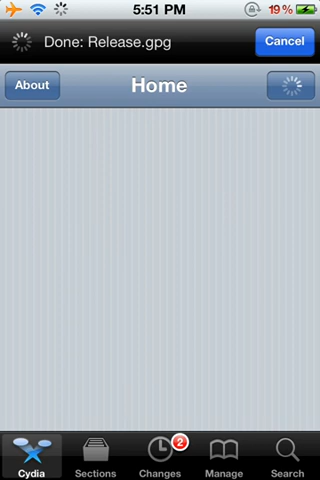 5:51 PM 19%
Done: Release.gpg Cancel
About Home
2
Cydia Sections Changes Manage Search